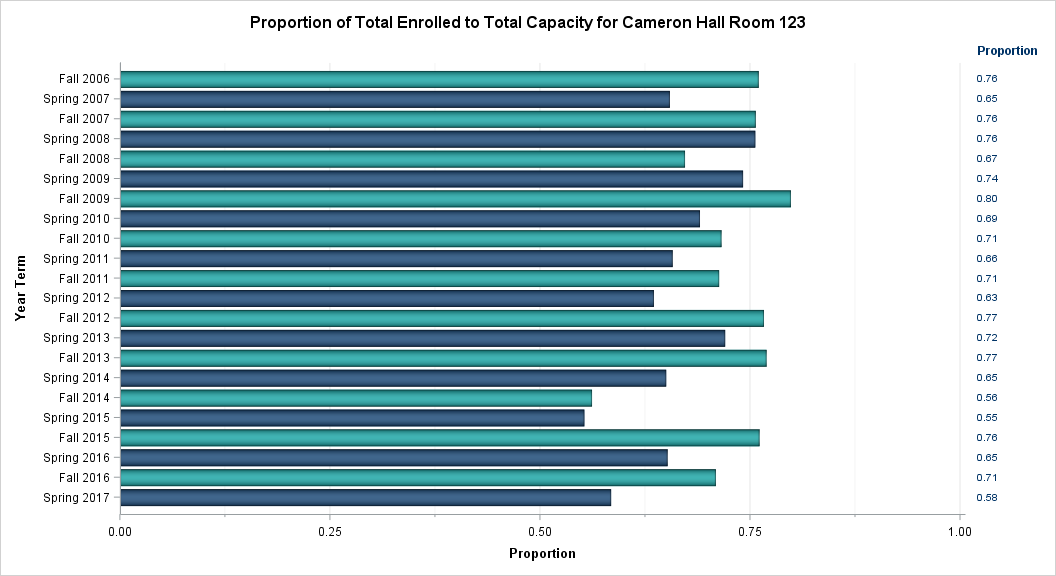 Proportion of Total Enrolled to Total Capacity for Cameron Hall Room 123
Proportion
Fall 2006 0.76
Spring 2007 0.65
Fall 2007 0.76
Spring 2008 0.76
Fall 2008 0.67
Spring 2009 0.74
Fall 2009 0.80
Spring 2010 0.69
Fall 2010 0.71
Spring 2011 0.66
Fall 2011 0.71
Spring 2012 0.63
Fall 2012 0.77
Spring 2013 0.72
Fall 2013 0.77
Spring 2014 0.65
Fall 2014 0.56
Spring 2015 0.55
Fall 2015 0.76
Spring 2016 0.65
Fall 2016 0.71
Spring 2017 0.58
Year Term
0.00 0.25 0.50 0.75 1.00
Proportion